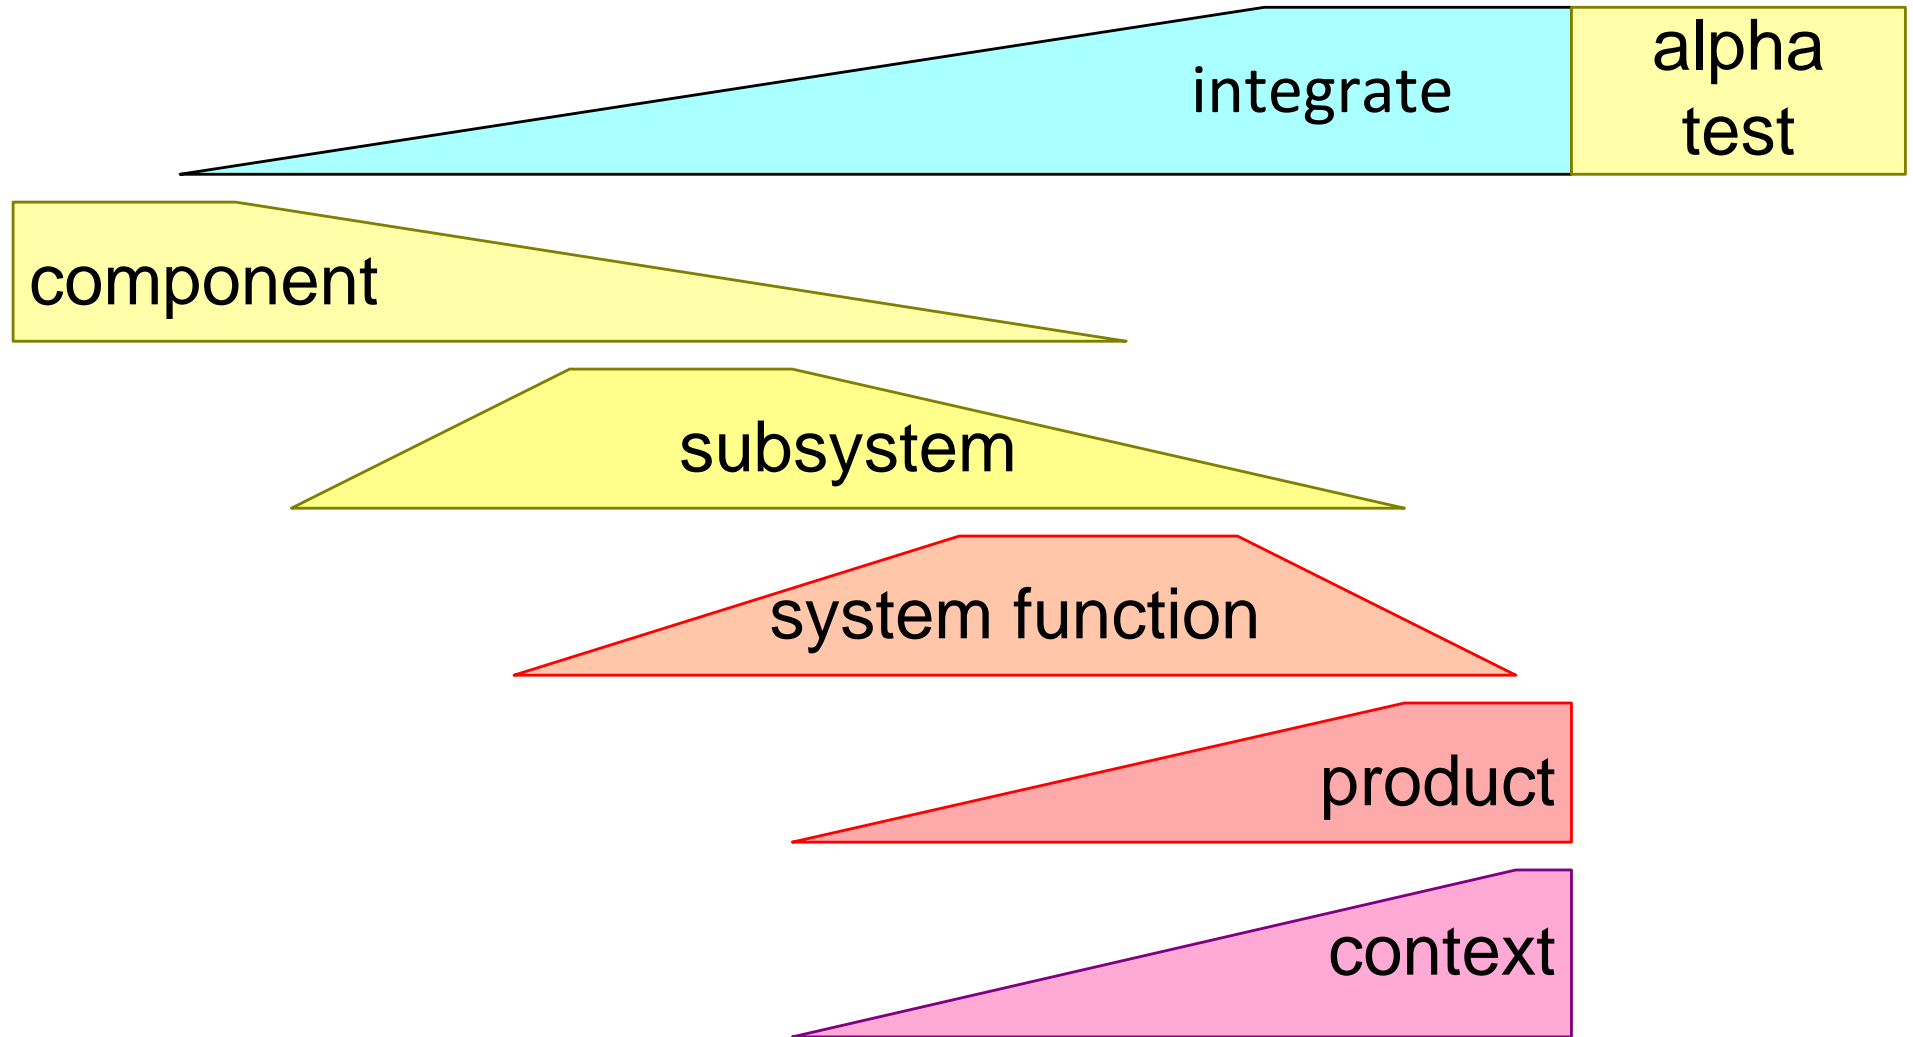 integrate
alpha
test
component
subsystem
system function
product
context